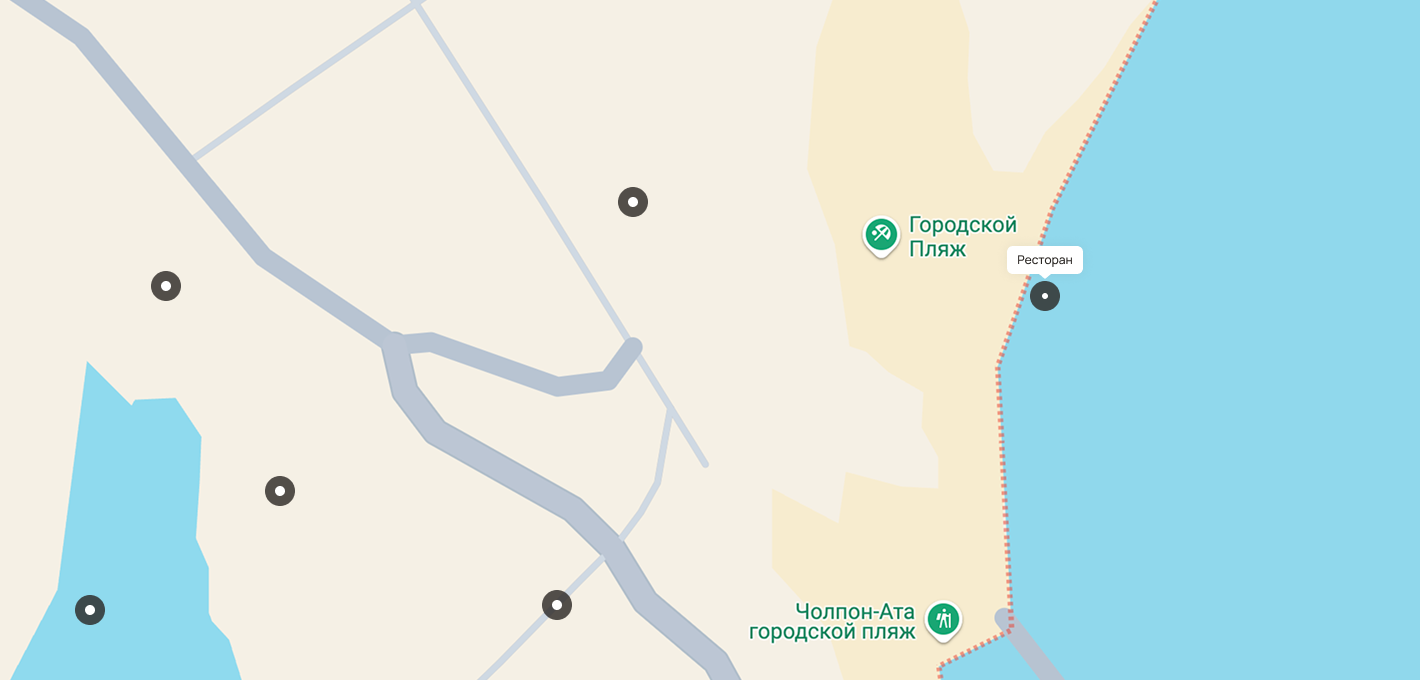 Городской
Пляж
Ресторан
Чолпон-Ата
городской пляж